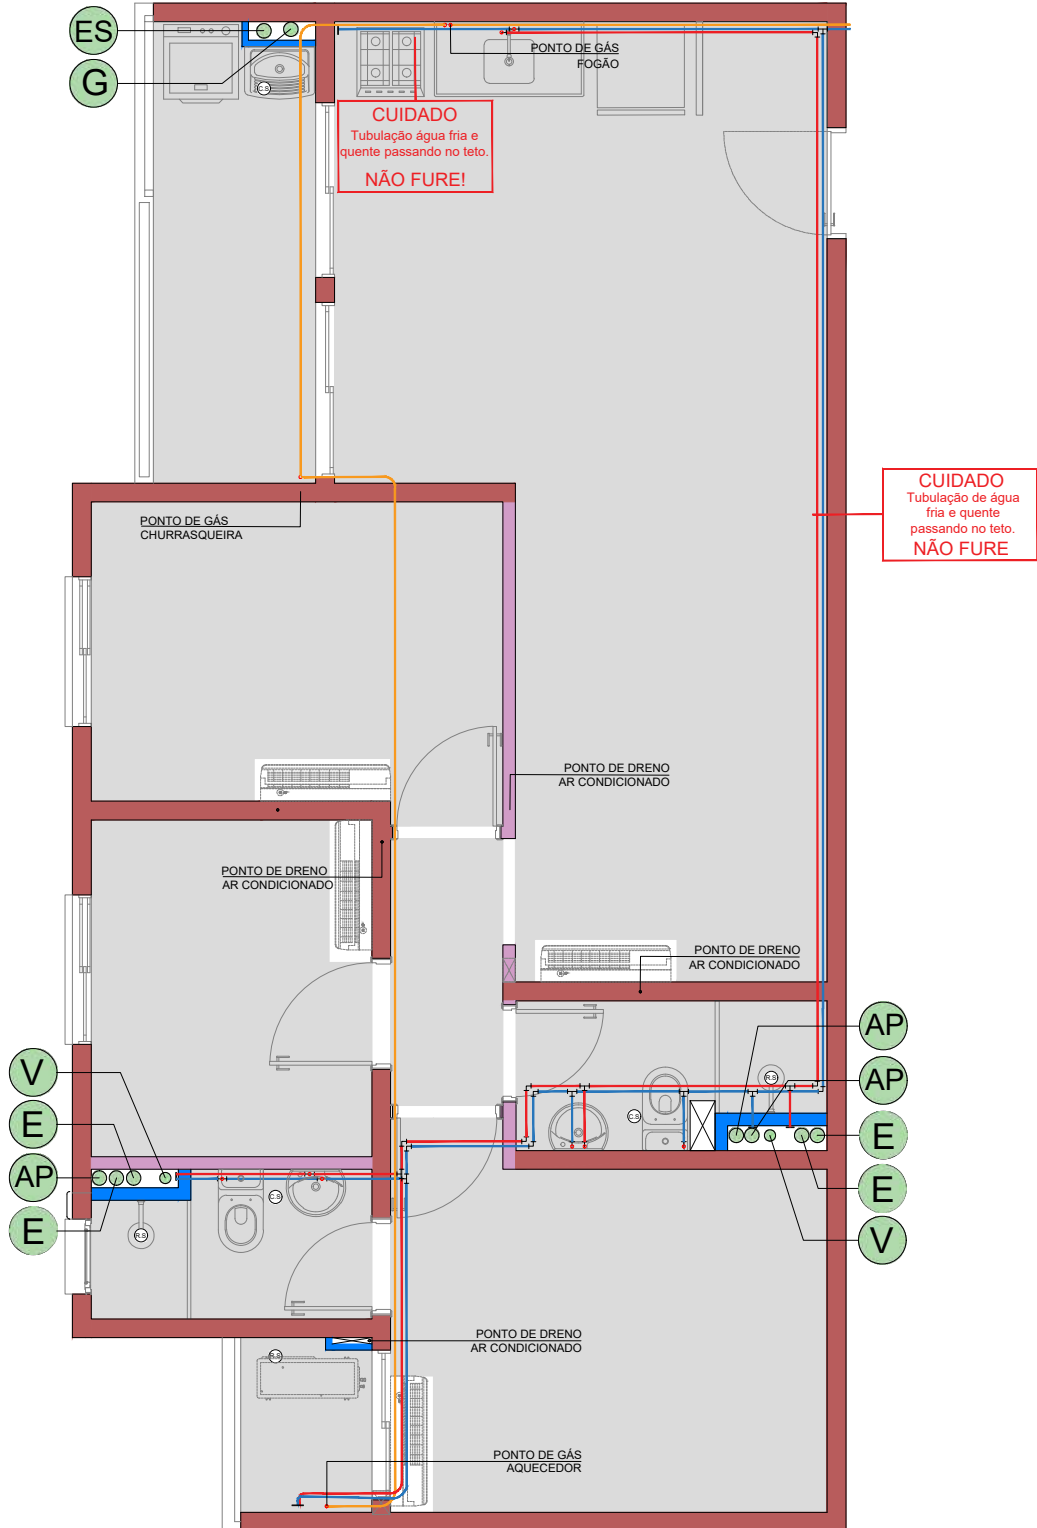 ES
G
PONTO DE GÁS
FOGÃO
C.S
CUIDADO
Tubulação água fria e
quente passando no teto.
NÃO FURE!
CUIDADO
Tubulação de água
fria e quente
passando no teto.
NÃO FURE
PONTO DE GÁS
CHURRASQUEIRA
PONTO DE DRENO
AR CONDICIONADO
PONTO DE DRENO
AR CONDICIONADO
PONTO DE DRENO
AR CONDICIONADO
AP
AP
E
E
V
R.S
C.S
V
E
AP
E
C.S
R.S
PONTO DE DRENO
AR CONDICIONADO
R.S
PONTO DE GÁS
AQUECEDOR